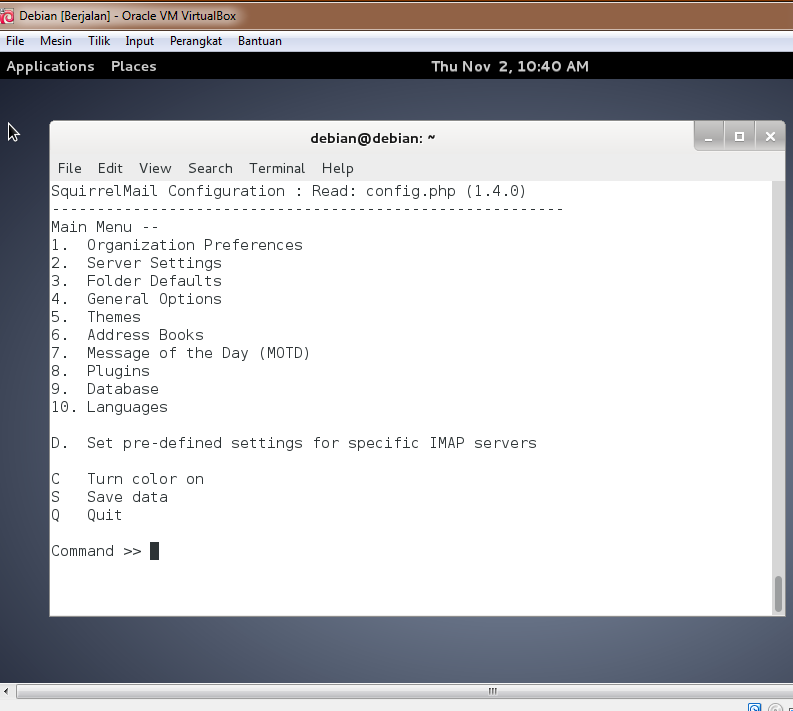 Debian [Berjalan] - Oracle VM VirtualBox
File Mesin Tilik Input Perangkat Bantuan
Applications Places Thu Nov 2, 10:40 AM
debian@debian: ~
File Edit View Search Terminal Help
SquirrelMail Configuration : Read: config.php (1.4.0)
---------------------------------------------------------
Main Menu --
1. Organization Preferences
2. Server Settings
3. Folder Defaults
4. General Options
5. Themes
6. Address Books
7. Message of the Day (MOTD)
8. Plugins
9. Database
10. Languages
D. Set pre-defined settings for specific IMAP servers
C Turn color on
S Save data
Q Quit
Command >>